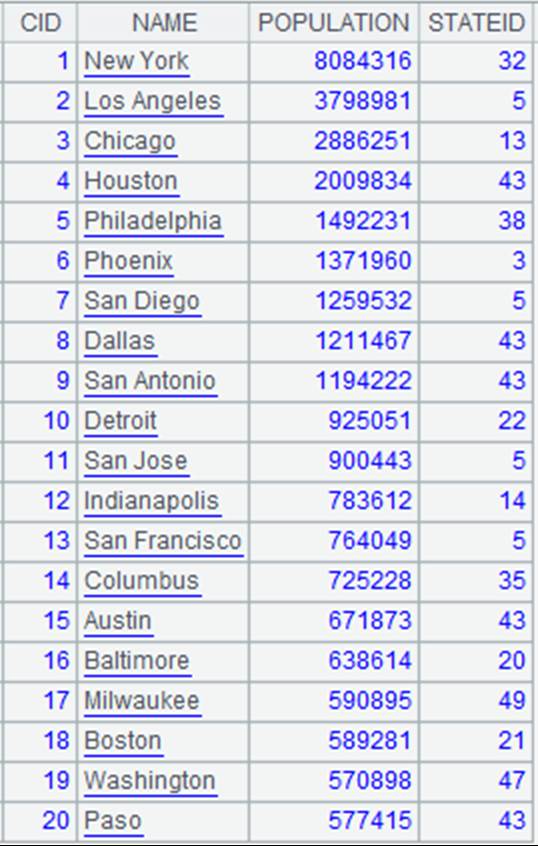 CID NAME POPULATION STATEID
1 New York 8084316 32
2 Los Angeles 3798981 5
3 Chicago 2886251 13
4 Houston 2009834 43
5 Philadelphia 1492231 38
6 Phoenix 1371960 3
7 San Diego 1259532 5
8 Dallas 1211467 43
9 San Antonio 1194222 43
10 Detroit 925051 22
11 San Jose 900443 5
12 Indianapolis 783612 14
13 San Francisco 764049 5
14 Columbus 725228 35
15 Austin 671873 43
16 Baltimore 638614 20
17 Milwaukee 590895 49
18 Boston 589281 21
19 Washington 570898 47
20 Paso 577415 43